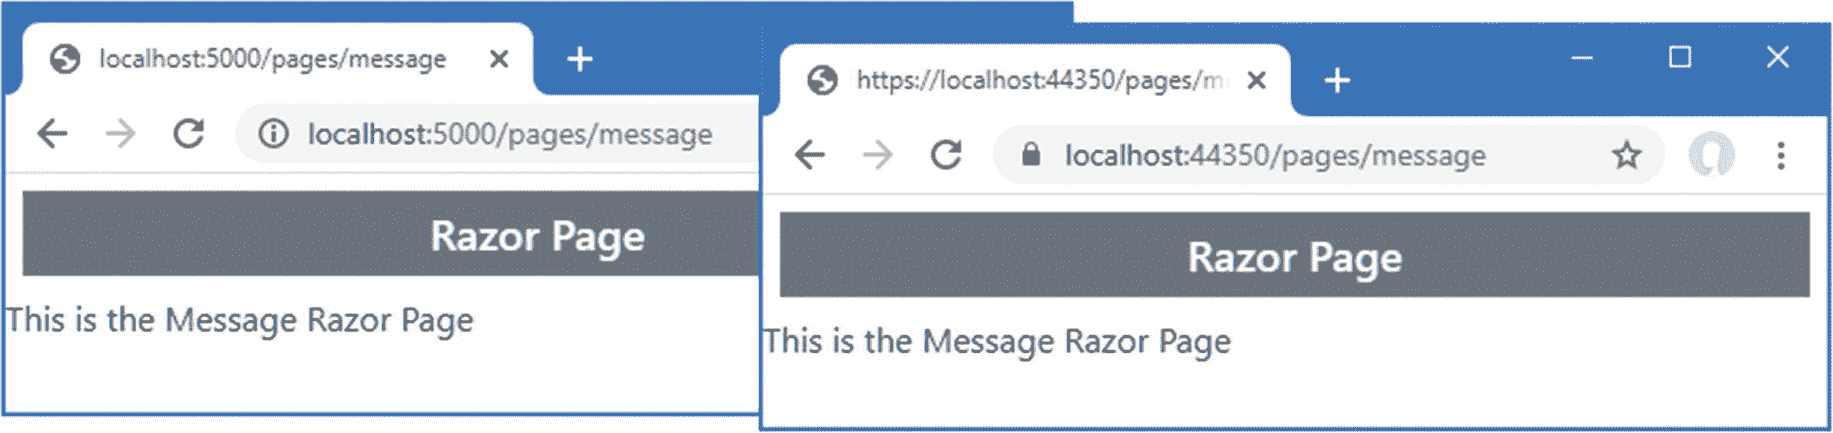 localhost:5000/pages/message
localhost:5000/pages/message
Razor Page
This is the Message Razor Page
https://localhost:44350/pages/m
localhost:44350/pages/message
Razor Page
This is the Message Razor Page